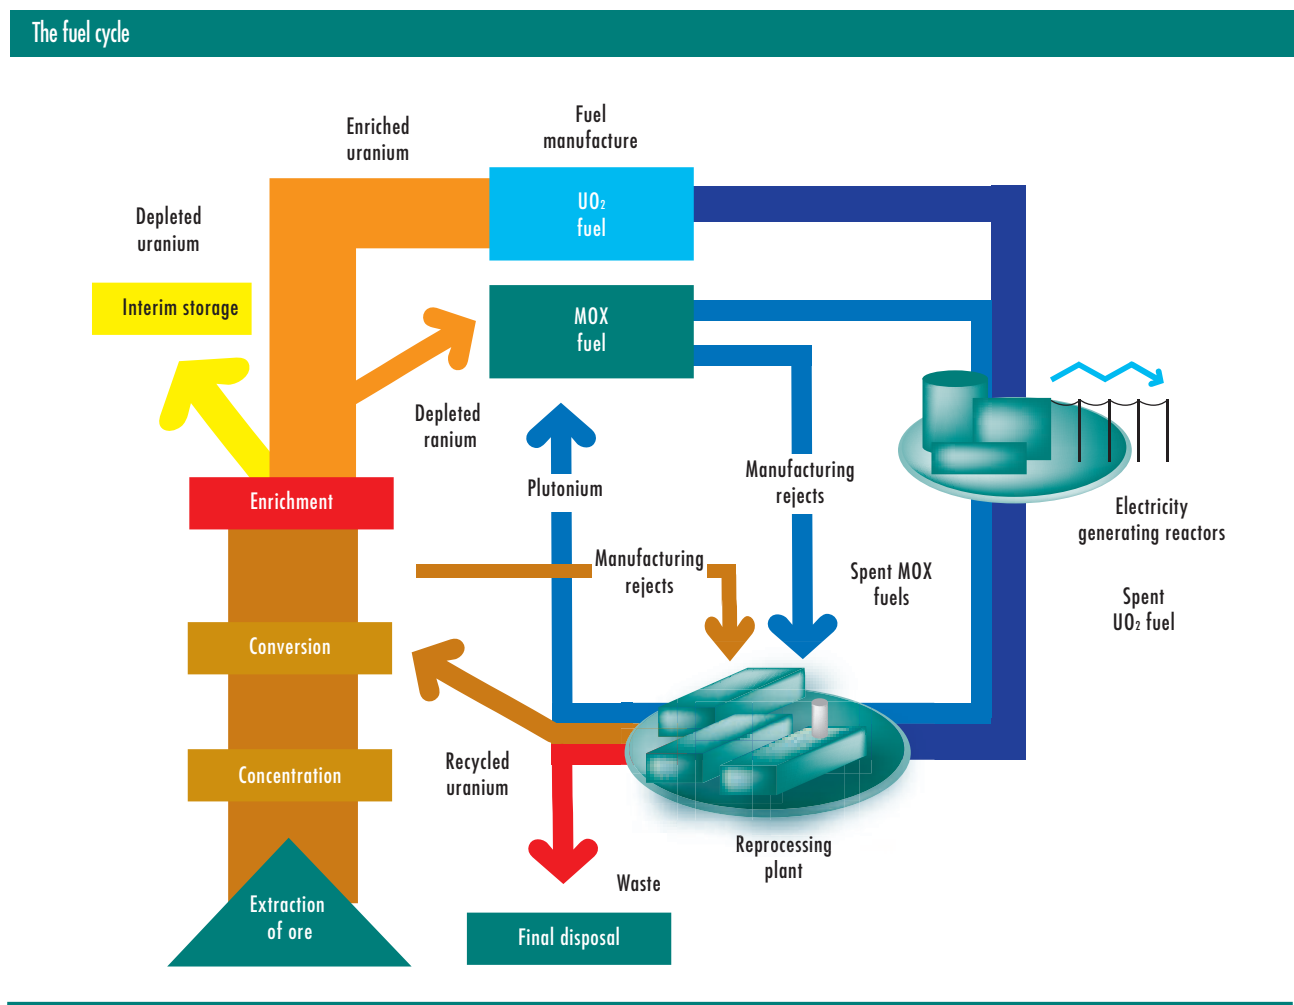 The fuel cycle
Enriched
uranium
Fuel
manufacture
UO₂
fuel
Depleted
uranium
Interim storage
MOX
fuel
Depleted
ranium
Plutonium
Manufacturing
rejects
Enrichment
Electricity
generating reactors
Manufacturing
rejects
Spent MOX
fuels
Spent
UO₂ fuel
Conversion
Recycled
uranium
Concentration
Reprocessing
plant
Waste
Extraction
of ore
Final disposal